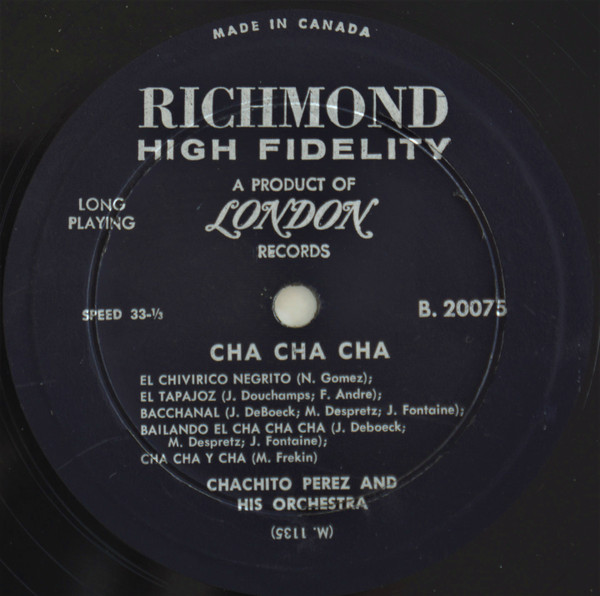 MADE IN CANADA
RICHMOND
HIGH FIDELITY
A PRODUCT OF
LONDON
RECORDS
LONG
PLAYING
SPEED 33-⅓
B. 20075
CHA CHA CHA
EL CHIVIRICO NEGRITO (N. Gomez);
EL TAPAJOZ (J. Douchamps; F. Andre);
BACCHANAL (J. DeBoeck; M. Despretz; J. Fontaine);
BAILANDO EL CHA CHA CHA (J. Deboeck;
M. Despretz; J. Fontaine);
CHA CHA Y CHA (M. Frekin)
CHACHITO PEREZ AND
HIS ORCHESTRA
(M. 1135)